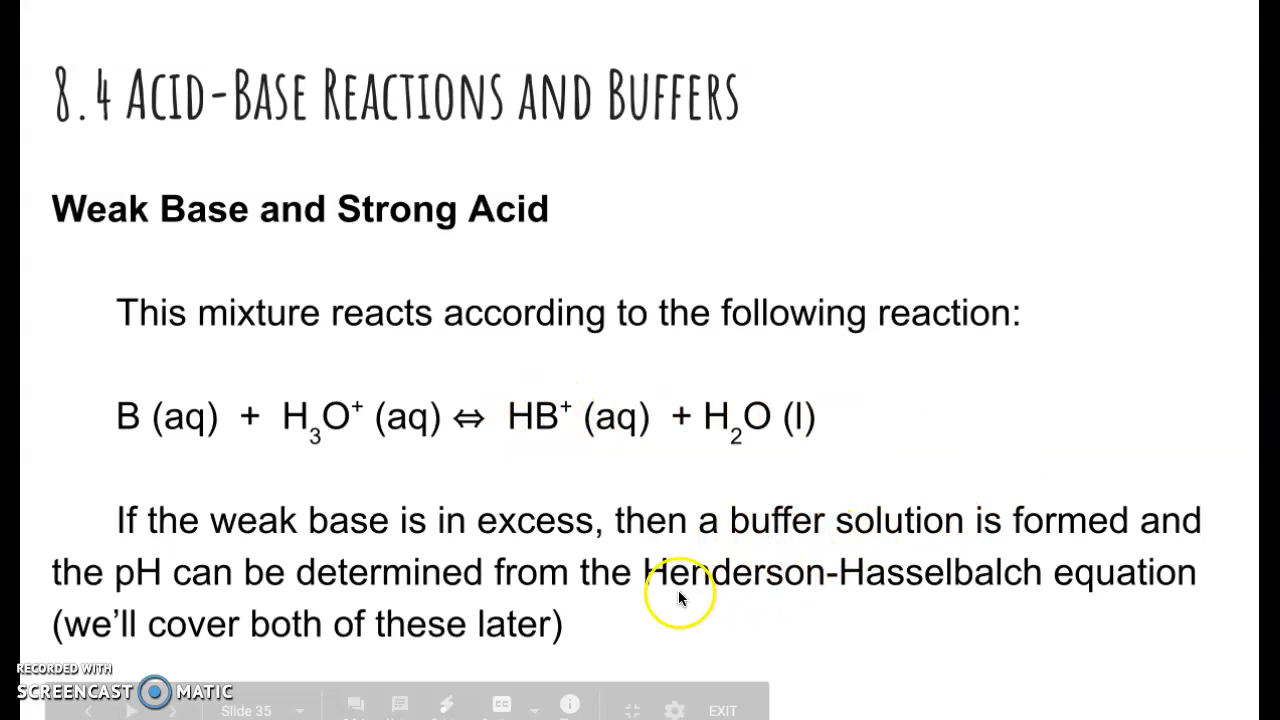 8.4 Acid-Base Reactions and Buffers
Weak Base and Strong Acid
This mixture reacts according to the following reaction:
B (aq) + H₃O⁺ (aq) ⇔ HB⁺ (aq) + H₂O (l)
If the weak base is in excess, then a buffer solution is formed and
the pH can be determined from the Henderson-Hasselbalch equation
(we’ll cover both of these later)
RECORDED WITH
SCREENCAST MATIC
Slide 35
CC
EXIT